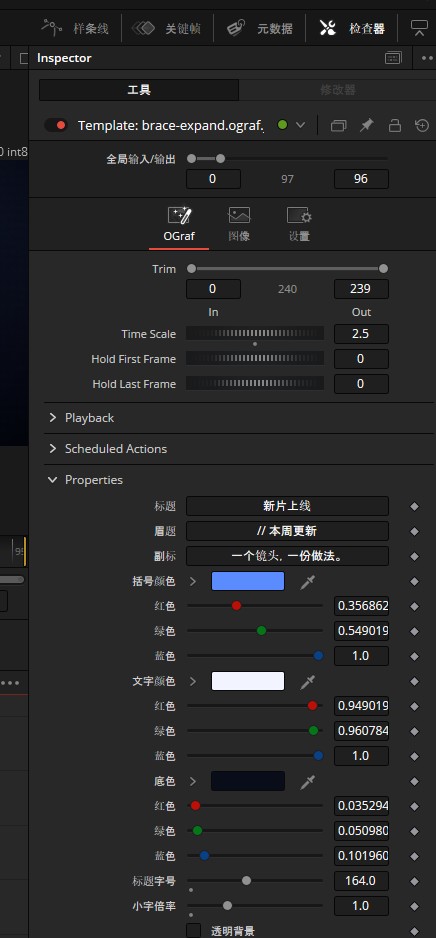 样条线 关键帧 元数据 检查器
Inspector
工具 修改器
Template: brace-expand.ograf.
0 int8
全局输入/输出
0 97 96
OGraf 图像 设置
Trim
0 240 239
In Out
Time Scale 2.5
Hold First Frame 0
Hold Last Frame 0
Playback
Scheduled Actions
Properties
标题 新片上线
眉题 // 本周更新
副标 一个镜头, 一份做法。
括号颜色
红色 0.356862
绿色 0.549019
蓝色 1.0
文字颜色
红色 0.949019
绿色 0.960784
蓝色 1.0
底色
红色 0.035294
绿色 0.050980
蓝色 0.101960
标题字号 164.0
小字倍率 1.0
透明背景